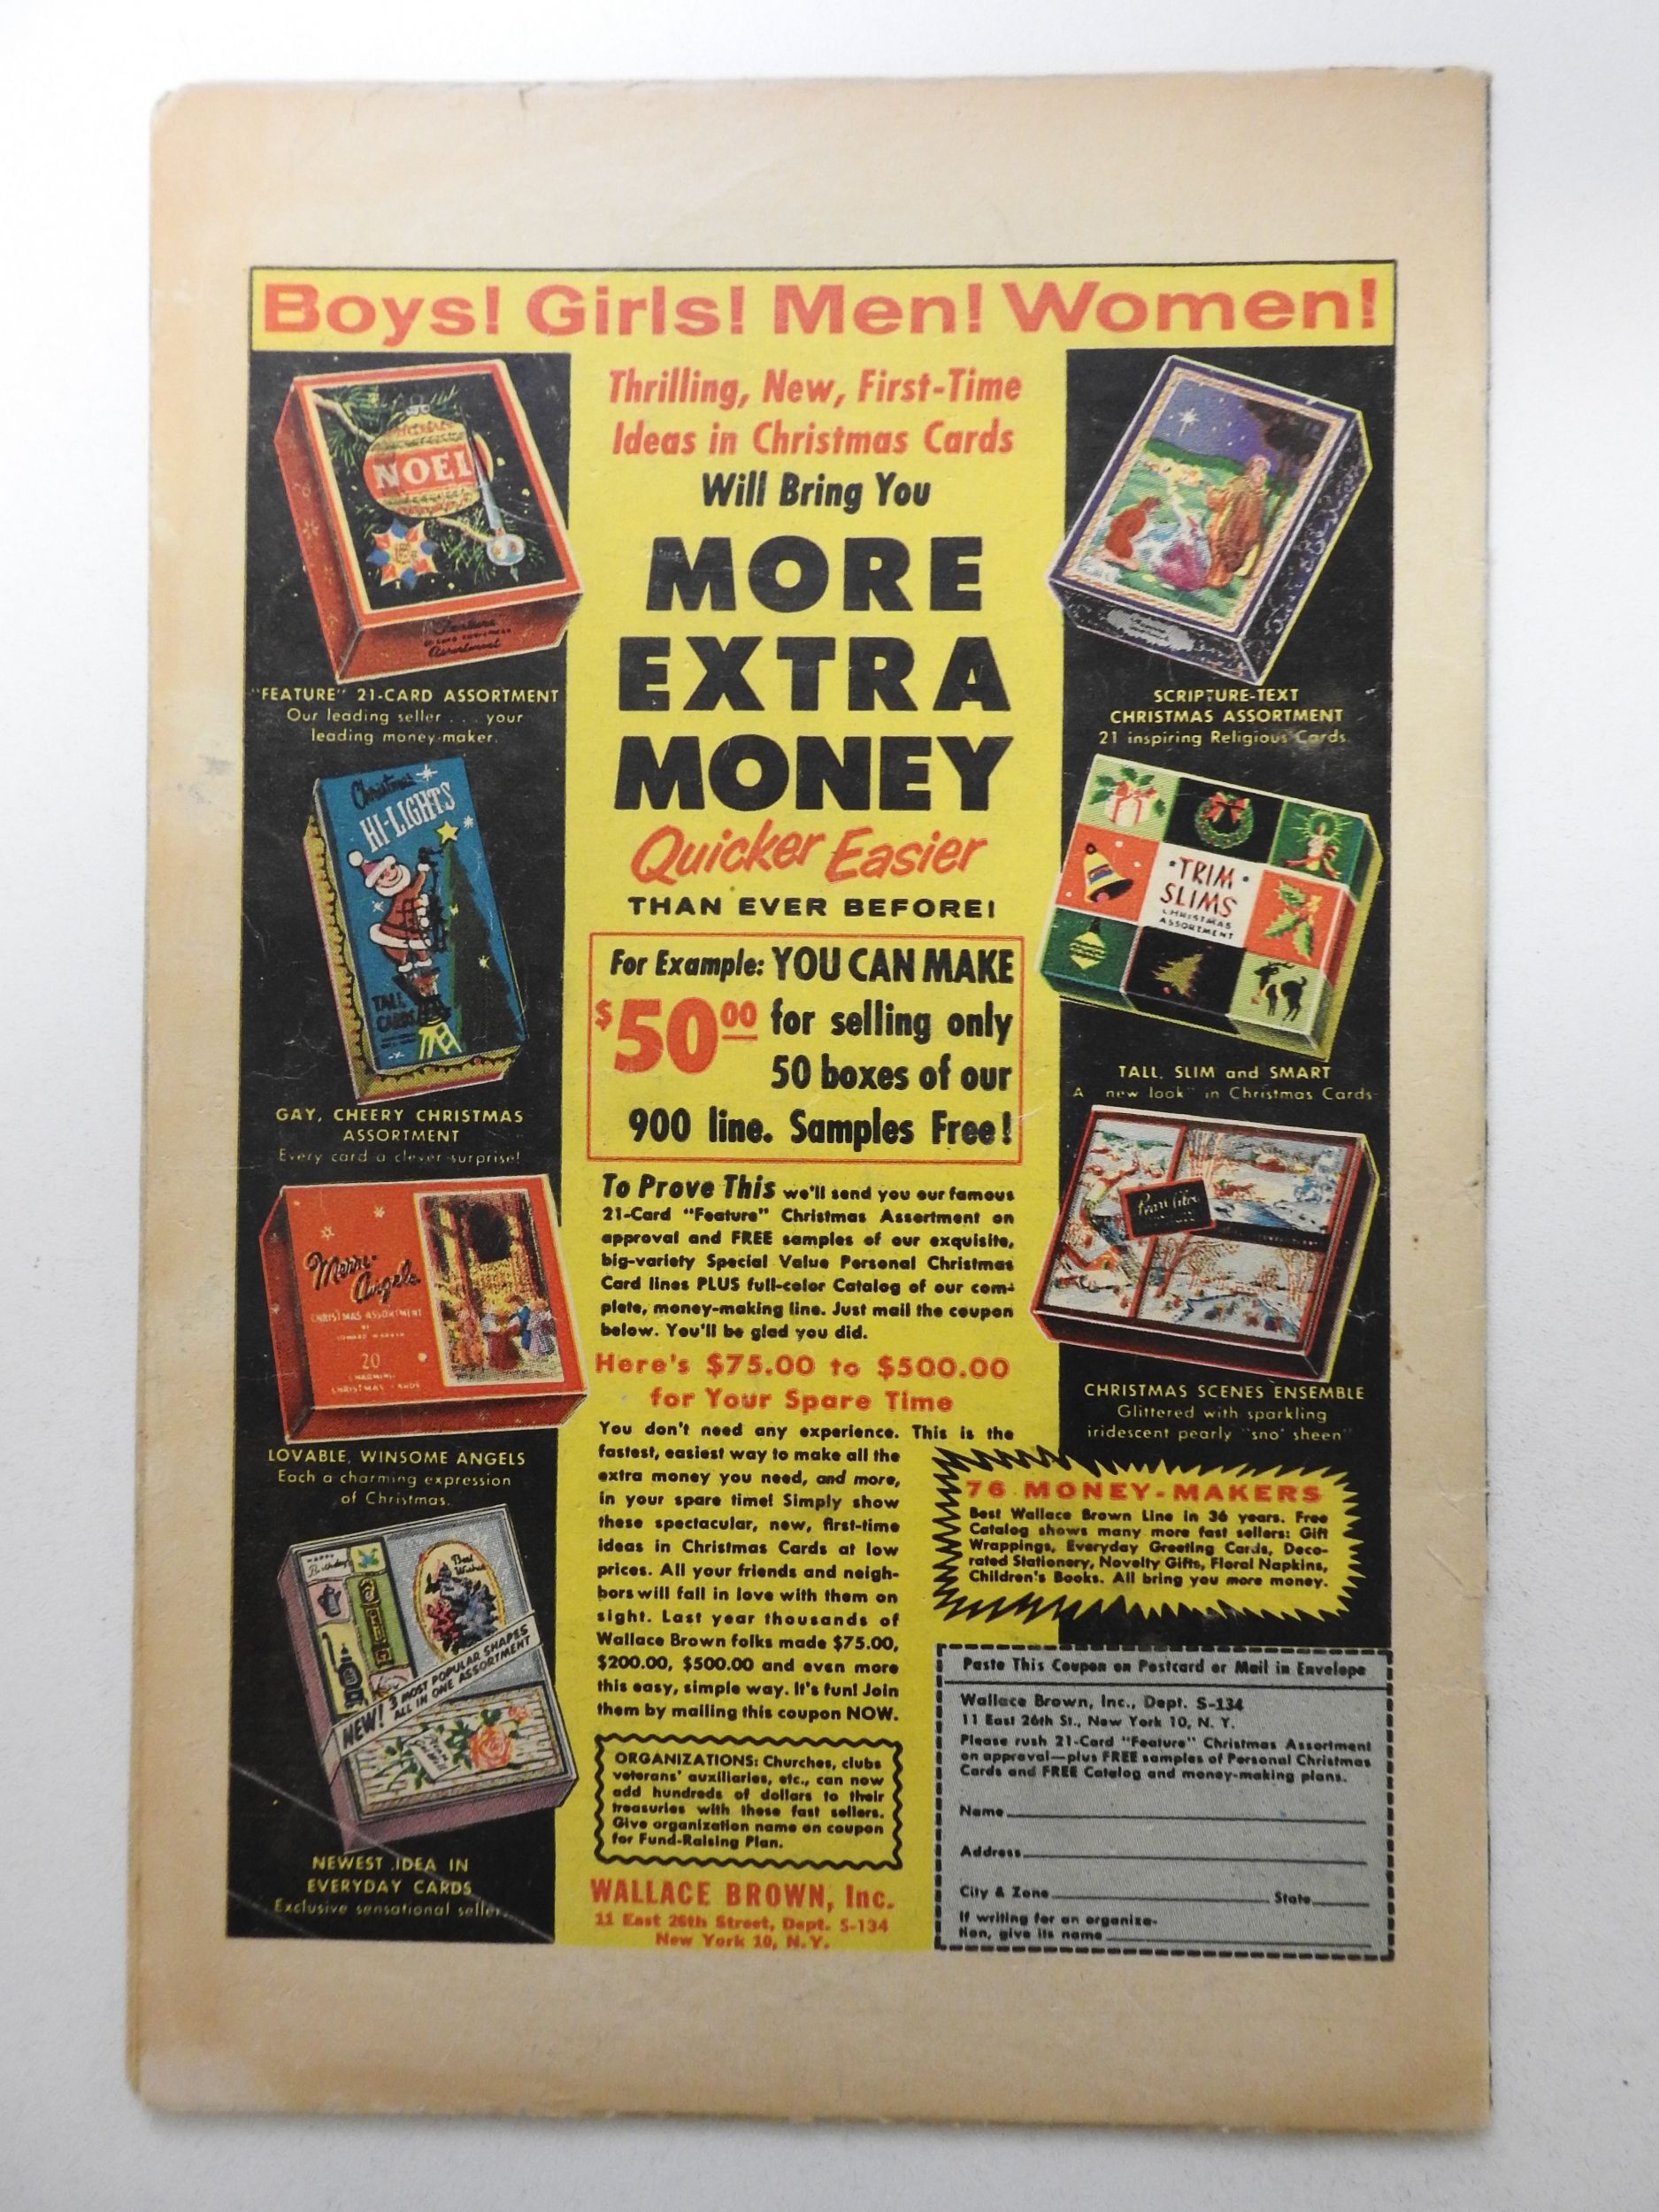 Boys! Girls! Men! Women!
Thrilling, New, First-Time
Ideas in Christmas Cards
Will Bring You
MORE
EXTRA
MONEY
Quicker Easier
THAN EVER BEFORE!
For Example: YOU CAN MAKE
$50.00 for selling only
50 boxes of our
900 line. Samples Free!
To Prove This we'll send you our famous
21-Card "Feature" Christmas Assortment on
approval and FREE samples of our exquisite,
big-variety Special Value Personal Christmas
Card lines PLUS full-color Catalog of our com-
plete, money-making line. Just mail the coupon
below. You'll be glad you did.
Here's $75.00 to $500.00
for Your Spare Time
You don't need any experience. This is the
fastest, easiest way to make all the
extra money you need, and more,
in your spare time! Simply show
these spectacular, new, first-time
ideas in Christmas Cards at low
prices. All your friends and neigh-
bors will fall in love with them on
sight. Last year thousands of
Wallace Brown folks made $75.00,
$200.00, $500.00 and even more
this easy, simple way. It's fun! Join
them by mailing this coupon NOW.
ORGANIZATIONS: Churches, clubs
veterans' auxiliaries, etc., can now
add hundreds of dollars to their
treasuries with these fast sellers.
Give organization name on coupon
for Fund-Raising Plan.
WALLACE BROWN, Inc.
11 East 26th Street, Dept. S-134
New York 10, N.Y.
NOEL
Feature
Assortment
"FEATURE" 21-CARD ASSORTMENT
Our leading seller . . . your
leading money-maker.
Christmas
HI-LIGHTS
TALL
CARDS
GAY, CHEERY CHRISTMAS
ASSORTMENT
Every card a clever surprise!
Merri-
Angels
CHRISTMAS ASSORTMENT
BY
20
CHARMING
CHRISTMAS CARDS
LOVABLE, WINSOME ANGELS
Each a charming expression
of Christmas.
HAPPY
Birthday
Best
Wishes
NEW! 3 MOST POPULAR SHAPES
ALL IN ONE ASSORTMENT
NEWEST IDEA IN
EVERYDAY CARDS
Exclusive sensational seller.
SCRIPTURE-TEXT
CHRISTMAS ASSORTMENT
21 inspiring Religious Cards.
TRIM
SLIMS
CHRISTMAS
ASSORTMENT
TALL, SLIM and SMART
A "new look" in Christmas Cards
CHRISTMAS SCENES ENSEMBLE
Glittered with sparkling
iridescent pearly "sno' sheen"
76 MONEY-MAKERS
Best Wallace Brown Line in 36 years. Free
Catalog shows many more fast sellers: Gift
Wrappings, Everyday Greeting Cards, Deco-
rated Stationery, Novelty Gifts, Floral Napkins,
Children's Books. All bring you more money.
Paste This Coupon on Postcard or Mail in Envelope
Wallace Brown, Inc., Dept. S-134
11 East 26th St., New York 10, N. Y.
Please rush 21-Card "Feature" Christmas Assortment
on approval—plus FREE samples of Personal Christmas
Cards and FREE Catalog and money-making plans.
Name
Address
City & Zone State
If writing for an organiza-
tion, give its name